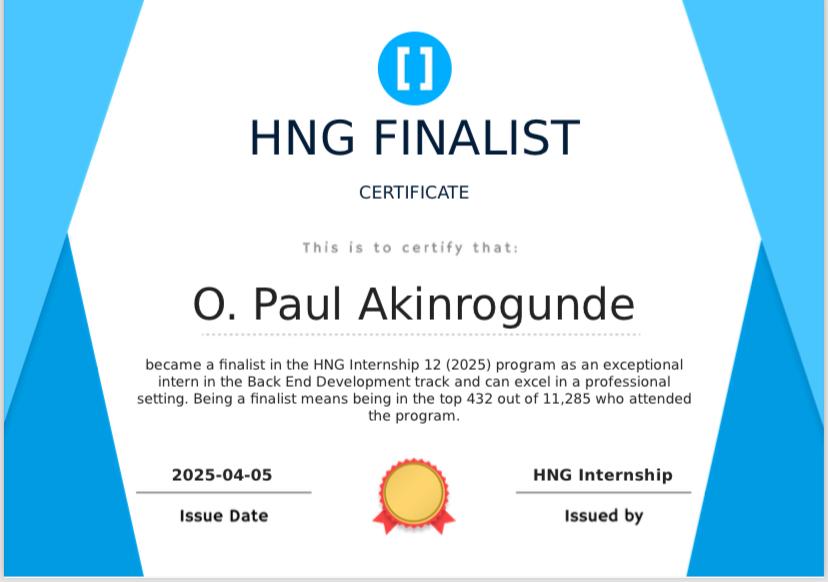 [ ]
HNG FINALIST
CERTIFICATE
This is to certify that:
O. Paul Akinrogunde
became a finalist in the HNG Internship 12 (2025) program as an exceptional
intern in the Back End Development track and can excel in a professional
setting. Being a finalist means being in the top 432 out of 11,285 who attended
the program.
2025-04-05
Issue Date
HNG Internship
Issued by